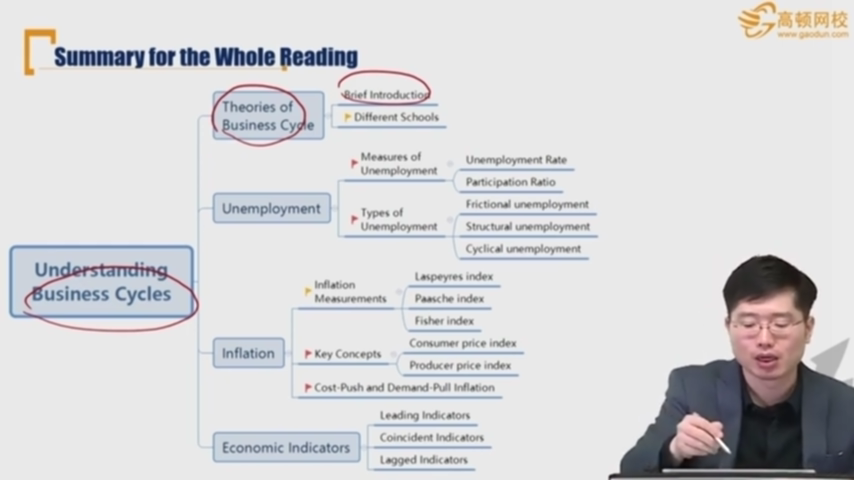 高顿网校
www.gaodun.com
Summary for the Whole Reading
Theories of
Business Cycle
Brief Introduction
Different Schools
Measures of
Unemployment
Unemployment Rate
Participation Ratio
Unemployment
Types of
Unemployment
Frictional unemployment
Structural unemployment
Cyclical unemployment
Understanding
Business Cycles
Inflation
Measurements
Laspeyres index
Paasche index
Fisher index
Inflation
Key Concepts
Consumer price index
Producer price index
Cost-Push and Demand-Pull Inflation
Economic Indicators
Leading Indicators
Coincident Indicators
Lagged Indicators